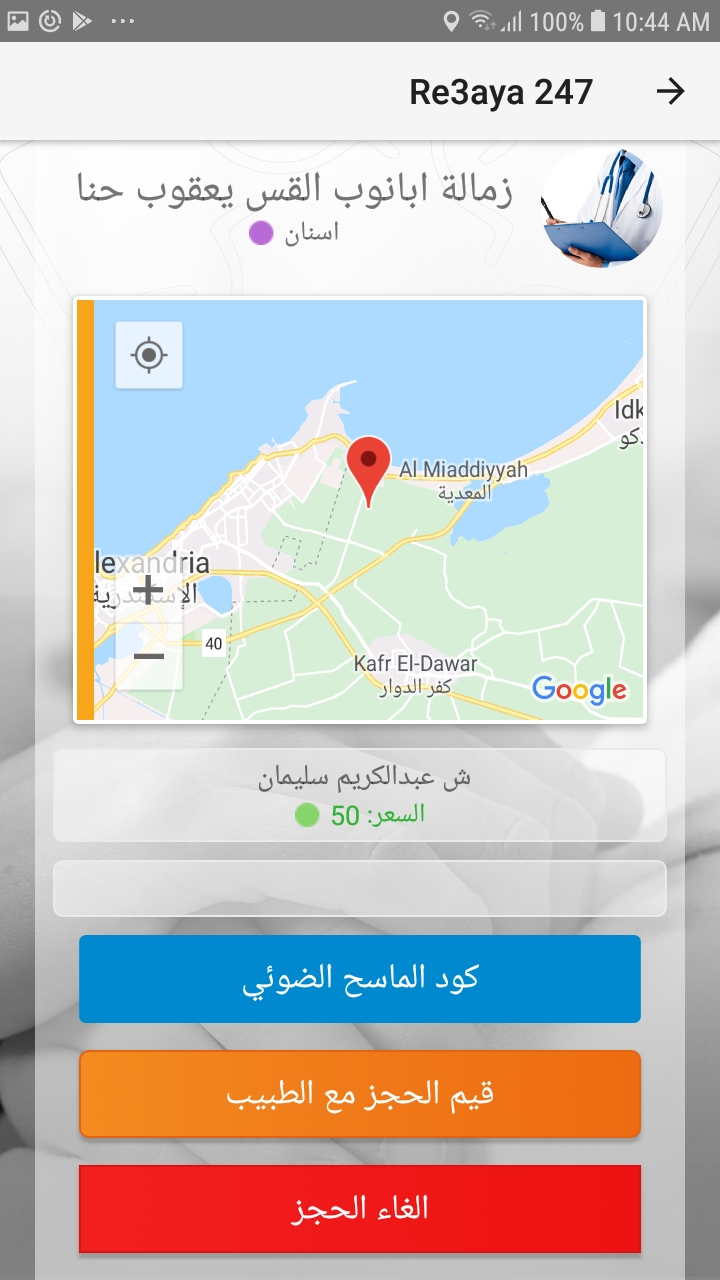 100% 10:44 AM
Re3aya 247
زمالة ابانوب القس يعقوب حنا
اسنان
Idk
دكو
Al Miaddiyyah
المعدية
lexandria
الإسكندرية
40
Kafr El-Dawar
كفر الدوار
Google
ش عبدالكريم سليمان
السعر: 50
كود الماسح الضوئي
قيم الحجز مع الطبيب
الغاء الحجز